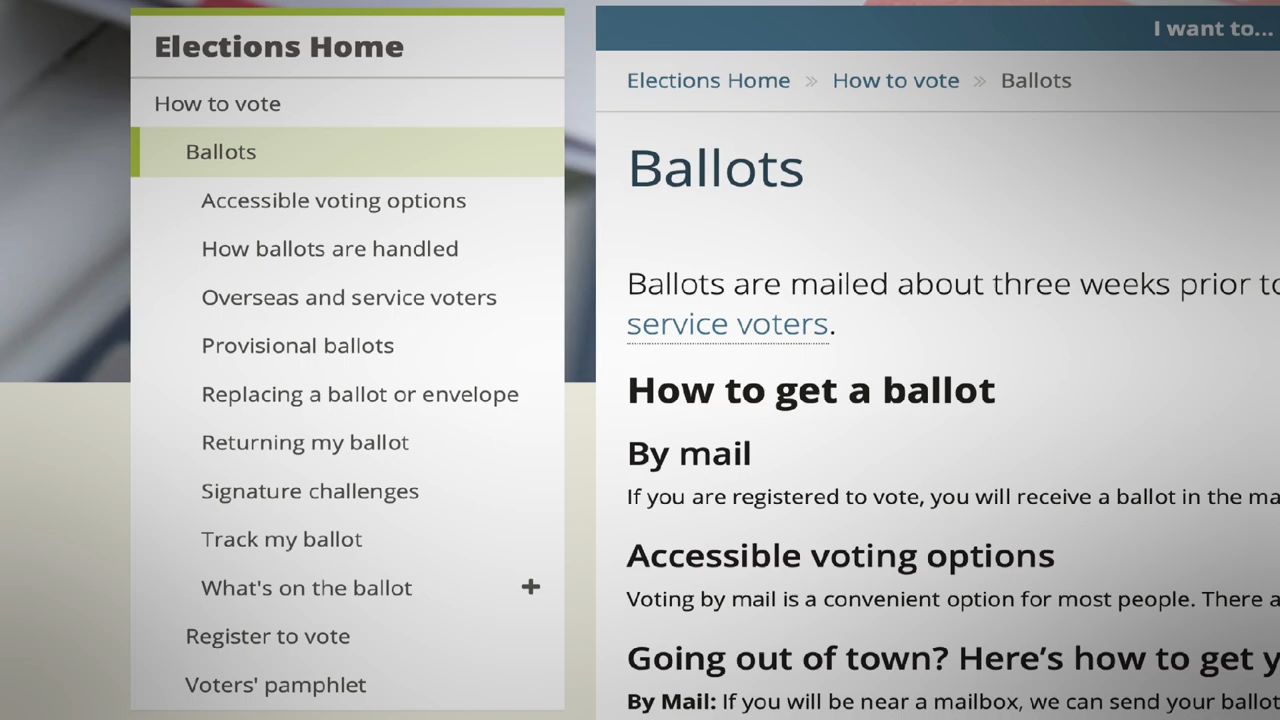 Elections Home
How to vote
Ballots
Accessible voting options
How ballots are handled
Overseas and service voters
Provisional ballots
Replacing a ballot or envelope
Returning my ballot
Signature challenges
Track my ballot
What's on the ballot +
Register to vote
Voters' pamphlet
I want to...
Elections Home » How to vote » Ballots
Ballots
Ballots are mailed about three weeks prior to
service voters.
How to get a ballot
By mail
If you are registered to vote, you will receive a ballot in the ma
Accessible voting options
Voting by mail is a convenient option for most people. There a
Going out of town? Here's how to get y
By Mail: If you will be near a mailbox, we can send your ballot